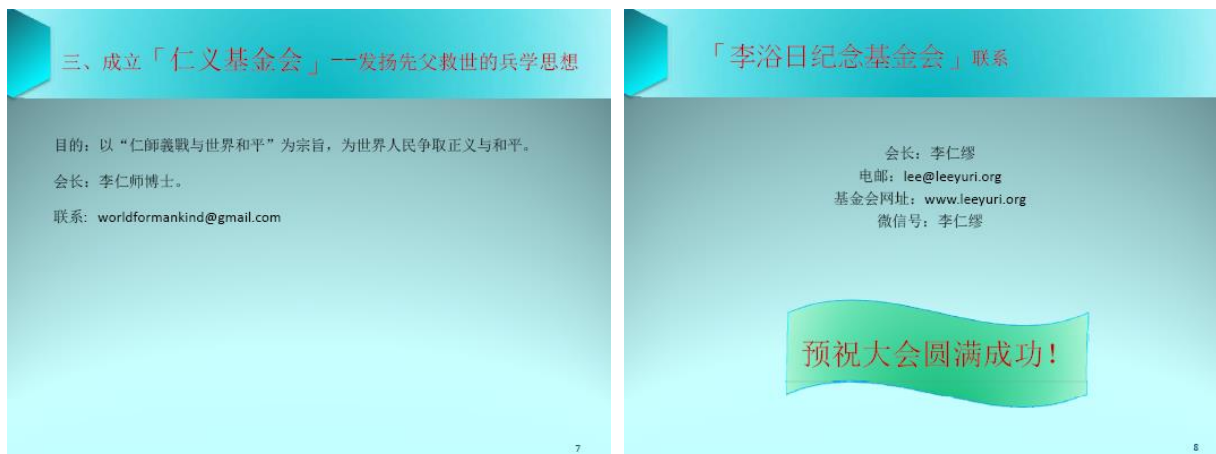 三、成立「仁义基金会」--发扬先父救世的兵学思想
目的：以“仁師義戰与世界和平”为宗旨，为世界人民争取正义与和平。
会长：李仁师博士。
联系: worldformankind@gmail.com
7
「李浴日纪念基金会」联系
会长：李仁缪
电邮：lee@leeyuri.org
基金会网址：www.leeyuri.org
微信号：李仁缪
预祝大会圆满成功！
8